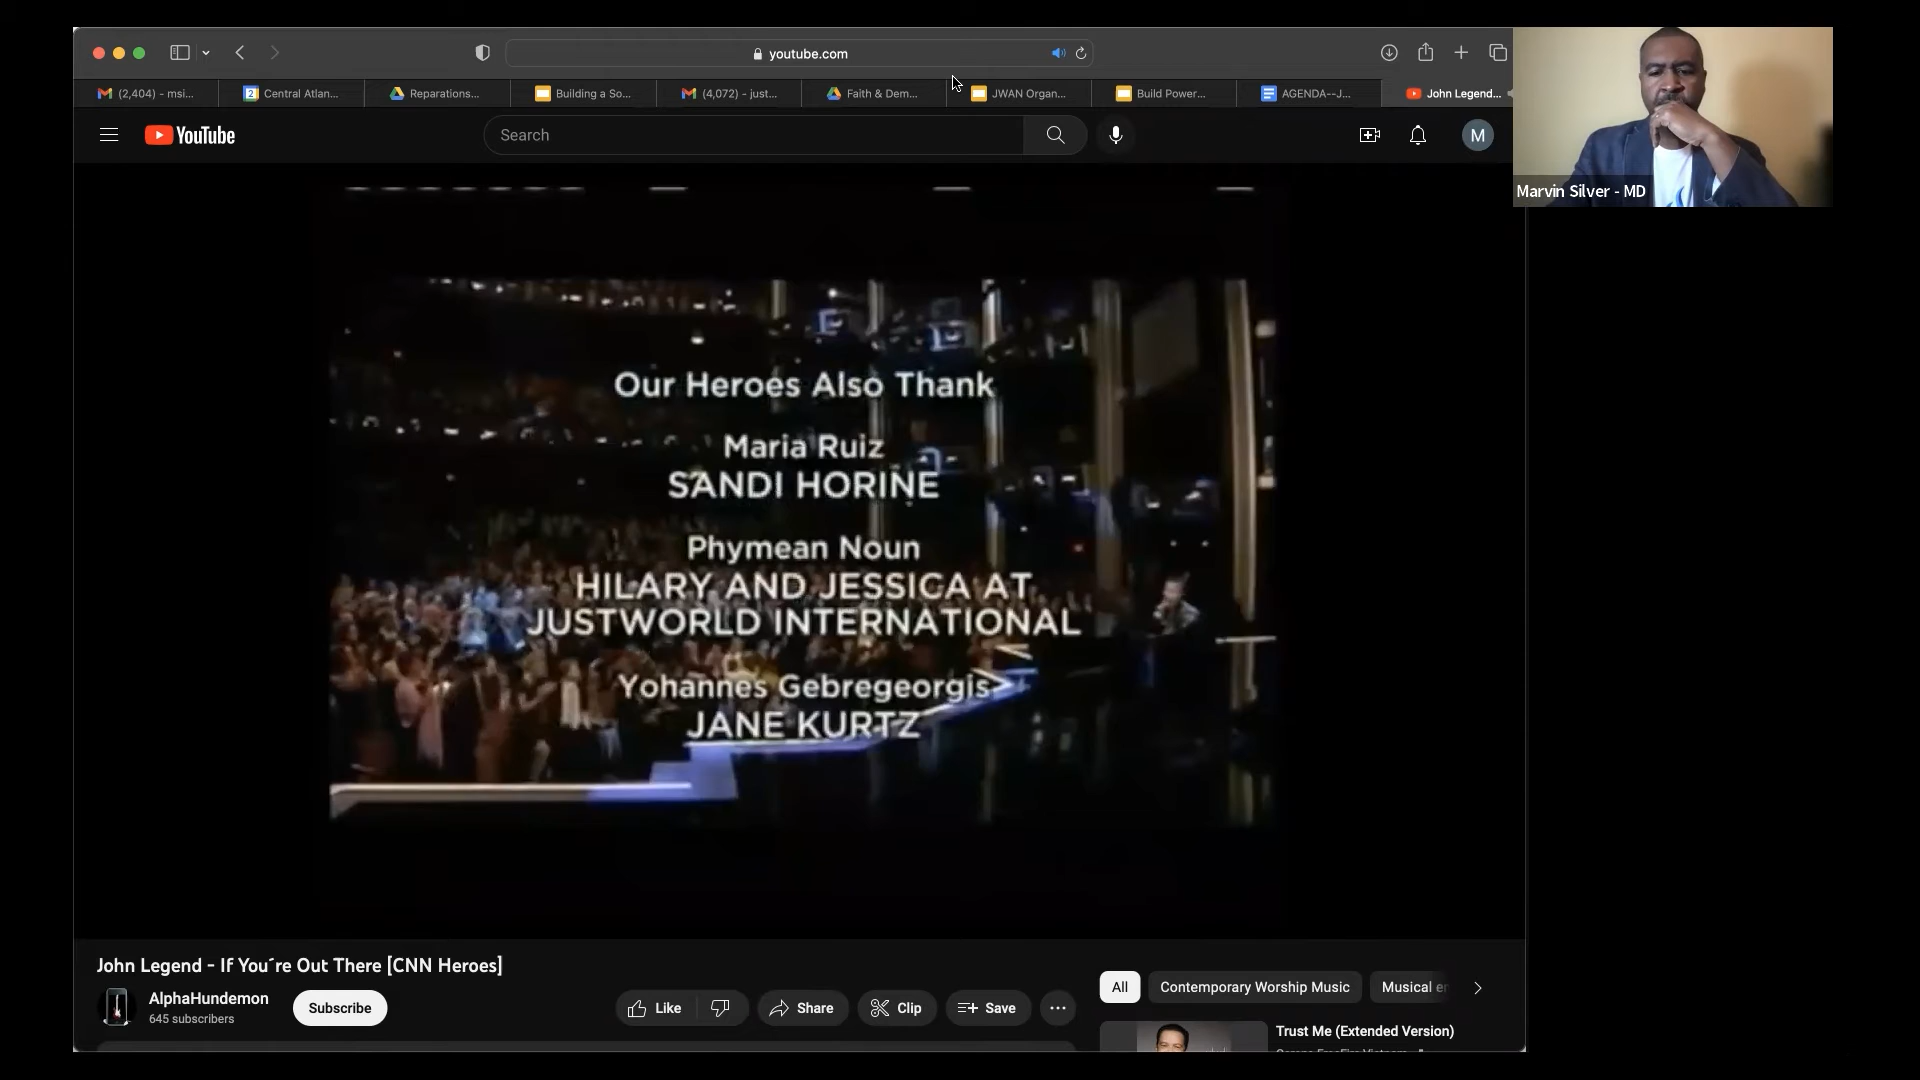 youtube.com
(2,404) - msi...
2
Central Atlan...
Reparations...
Building a So...
(4,072) - just...
Faith & Dem...
JWAN Organ...
Build Power...
AGENDA--J...
John Legend...
YouTube
Search
M
Marvin Silver - MD
Our Heroes Also Thank
Maria Ruiz
SANDI HORINE
Phymean Noun
HILARY AND JESSICA AT
JUSTWORLD INTERNATIONAL
Yohannes Gebregeorgis
JANE KURTZ
John Legend - If You´re Out There [CNN Heroes]
AlphaHundemon
645 subscribers
Subscribe
Like
Share
Clip
Save
All
Contemporary Worship Music
Musical
Trust Me (Extended Version)